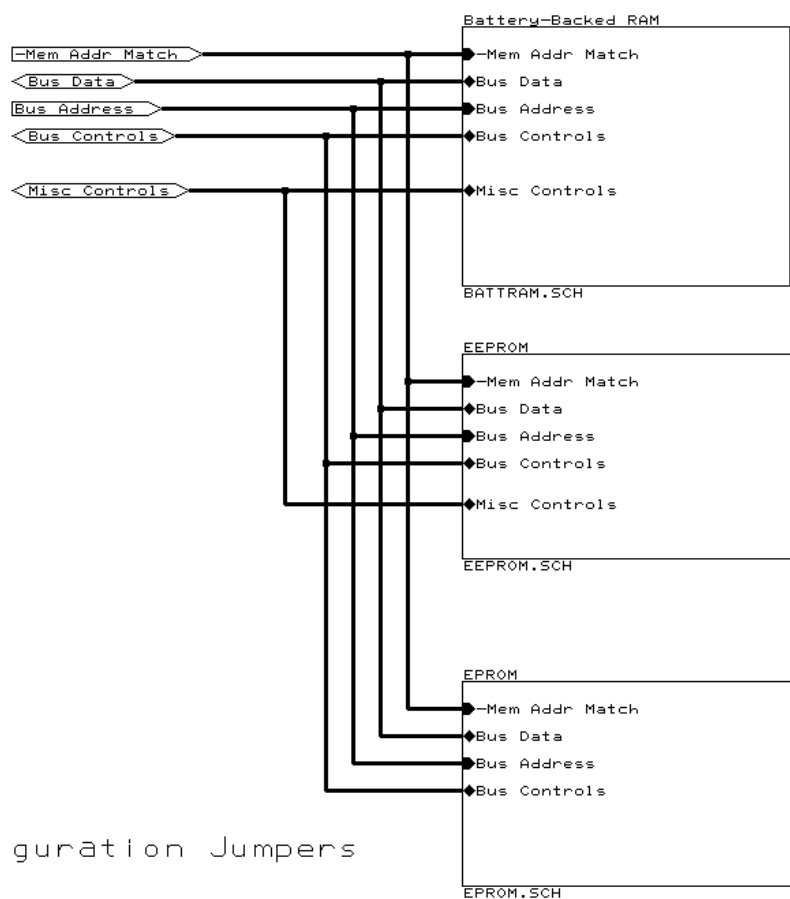 Battery-Backed RAM
-Mem Addr Match
Bus Data
Bus Address
Bus Controls
Misc Controls
-Mem Addr Match
Bus Data
Bus Address
Bus Controls
Misc Controls
BATTRAM.SCH
EEPROM
-Mem Addr Match
Bus Data
Bus Address
Bus Controls
Misc Controls
EEPROM.SCH
EPROM
-Mem Addr Match
Bus Data
Bus Address
Bus Controls
guration Jumpers
EPROM.SCH